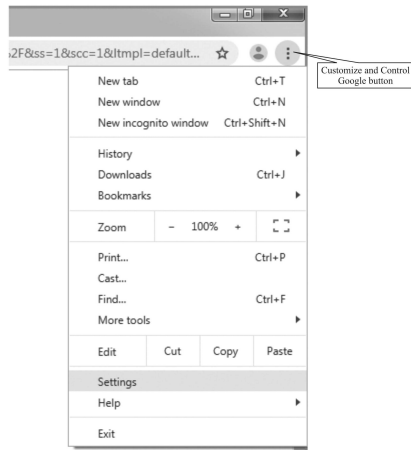 %2F&ss=1&scc=1&ltmpl=default...
Customize and Control
Google button
New tab Ctrl+T
New window Ctrl+N
New incognito window Ctrl+Shift+N
History
Downloads Ctrl+J
Bookmarks
Zoom - 100% +
Print... Ctrl+P
Cast...
Find... Ctrl+F
More tools
Edit Cut Copy Paste
Settings
Help
Exit